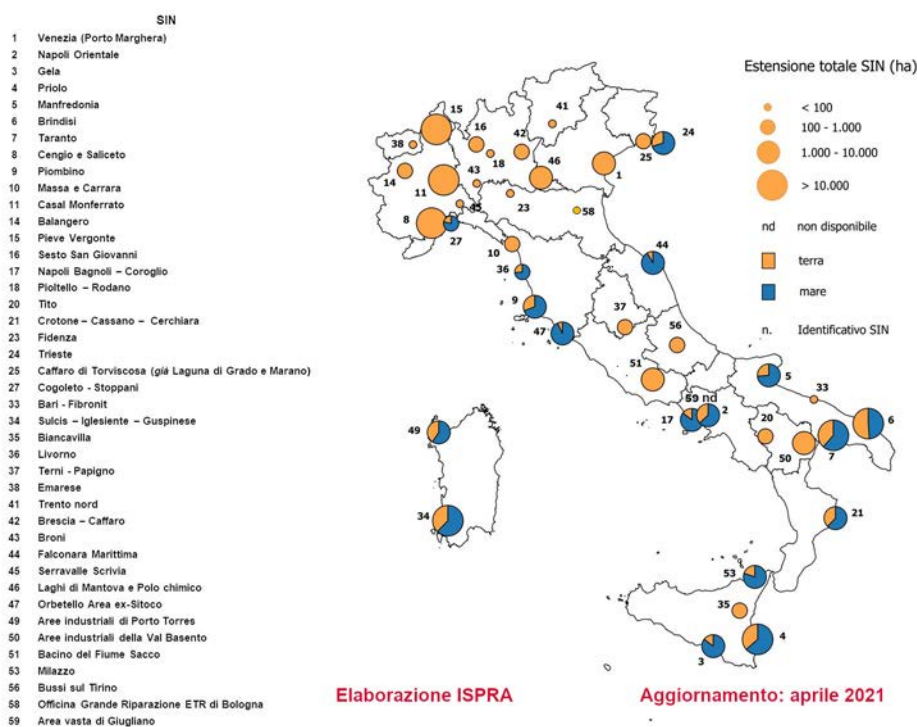 SIN
1 Venezia (Porto Marghera)
2 Napoli Orientale
3 Gela
4 Priolo
5 Manfredonia
6 Brindisi
7 Taranto
8 Cengio e Saliceto
9 Piombino
10 Massa e Carrara
11 Casal Monferrato
14 Balangero
15 Pieve Vergonte
16 Sesto San Giovanni
17 Napoli Bagnoli – Coroglio
18 Pioltello – Rodano
20 Tito
21 Crotone – Cassano – Cerchiara
23 Fidenza
24 Trieste
25 Caffaro di Torviscosa (già Laguna di Grado e Marano)
27 Cogoleto - Stoppani
33 Bari - Fibronit
34 Sulcis – Iglesiente – Guspinese
35 Biancavilla
36 Livorno
37 Terni - Papigno
38 Emarese
41 Trento nord
42 Brescia – Caffaro
43 Broni
44 Falconara Marittima
45 Serravalle Scrivia
46 Laghi di Mantova e Polo chimico
47 Orbetello Area ex-Sitoco
49 Aree industriali di Porto Torres
50 Aree industriali della Val Basento
51 Bacino del Fiume Sacco
53 Milazzo
56 Bussi sul Tirino
58 Officina Grande Riparazione ETR di Bologna
59 Area vasta di Giugliano
Estensione totale SIN (ha)
< 100
100 - 1.000
1.000 - 10.000
> 10.000
nd non disponibile
terra
mare
n. Identificativo SIN
15
41
16
42
24
38
18
25
14
43
46
1
11
45
23
58
8
27
10
44
36
9
37
47
56
51
5
33
59 nd
17
2
20
6
50
7
49
34
21
53
35
3
4
Elaborazione ISPRA
Aggiornamento: aprile 2021